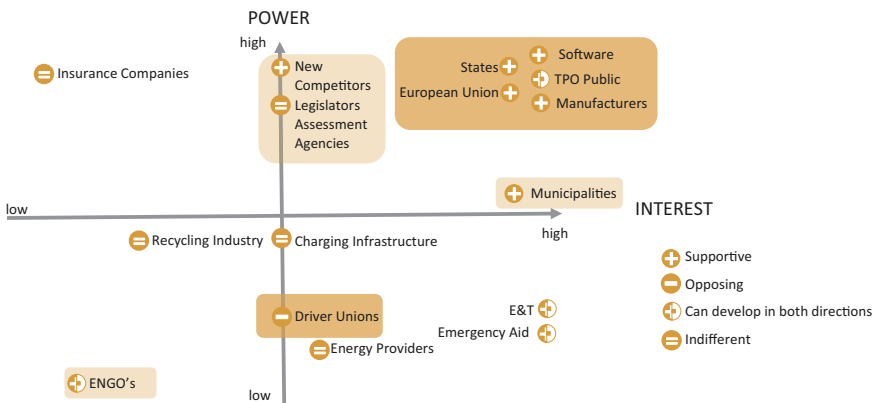 POWER
high
Insurance Companies
New
Competitors
Legislators
Assessment
Agencies
States
European Union
Software
TPO Public
Manufacturers
Municipalities
low
INTEREST
high
Recycling Industry
Charging Infrastructure
Supportive
Opposing
Can develop in both directions
Indifferent
Driver Unions
E&T
Emergency Aid
Energy Providers
ENGO's
low